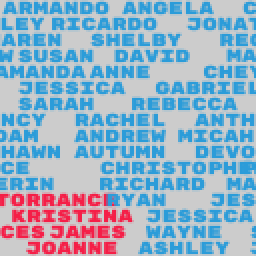 ARMANDO ANGELA C
LEY RICARDO JONAT
AREN SHELBY REG
W SUSAN DAVID MA
AMANDA ANNE CHEY
JESSICA GABRIEL
SARAH REBECCA
NCY RACHEL ANTH
DAM ANDREW MICAH
SHAWN AUTUMN DEVO
CE CHRISTOPHE
ERIN RICHARD MA
TORRANCE RYAN JES
KRISTINA JESSICA
CES JAMES WAYNE
JOANNE ASHLEY